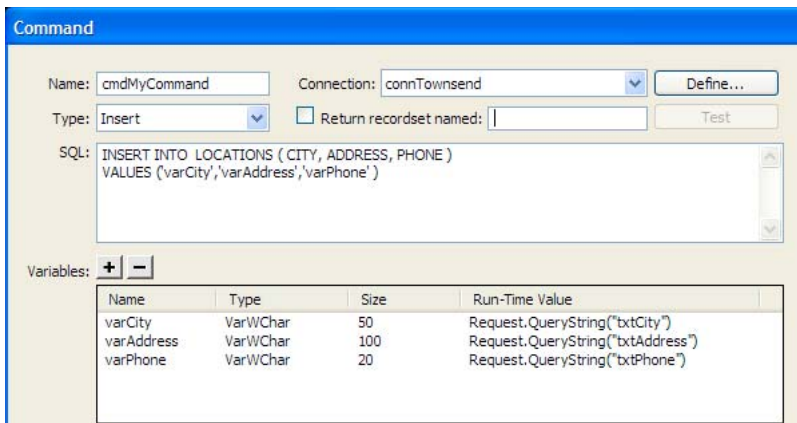 Command
Name: cmdMyCommand Connection: connTownsend Define...
Type: Insert Return recordset named: Test
SQL: INSERT INTO LOCATIONS ( CITY, ADDRESS, PHONE )
VALUES ('varCity','varAddress','varPhone' )
Variables: + −
Name Type Size Run-Time Value
varCity VarWChar 50 Request.QueryString("txtCity")
varAddress VarWChar 100 Request.QueryString("txtAddress")
varPhone VarWChar 20 Request.QueryString("txtPhone")